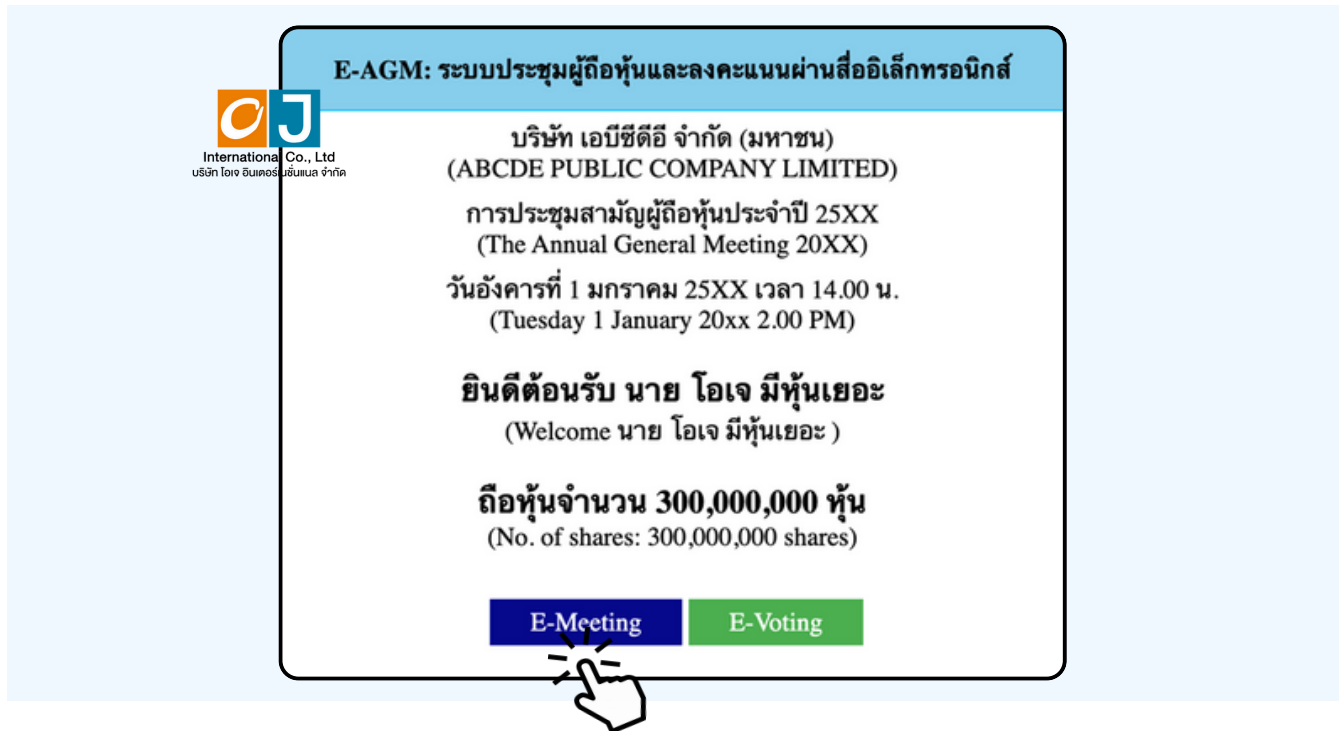 E-AGM: ระบบประชุมผู้ถือหุ้นและลงคะแนนผ่านสื่ออิเล็กทรอนิกส์
OJ
International Co., Ltd
บริษัท โอเจ อินเตอร์เนชั่นแนล จำกัด
บริษัท เอบีซีดีอี จำกัด (มหาชน)
(ABCDE PUBLIC COMPANY LIMITED)
การประชุมสามัญผู้ถือหุ้นประจำปี 25XX
(The Annual General Meeting 20XX)
วันอังคารที่ 1 มกราคม 25XX เวลา 14.00 น.
(Tuesday 1 January 20xx 2.00 PM)
ยินดีต้อนรับ นาย โอเจ มีหุ้นเยอะ
(Welcome นาย โอเจ มีหุ้นเยอะ )
ถือหุ้นจำนวน 300,000,000 หุ้น
(No. of shares: 300,000,000 shares)
E-Meeting
E-Voting